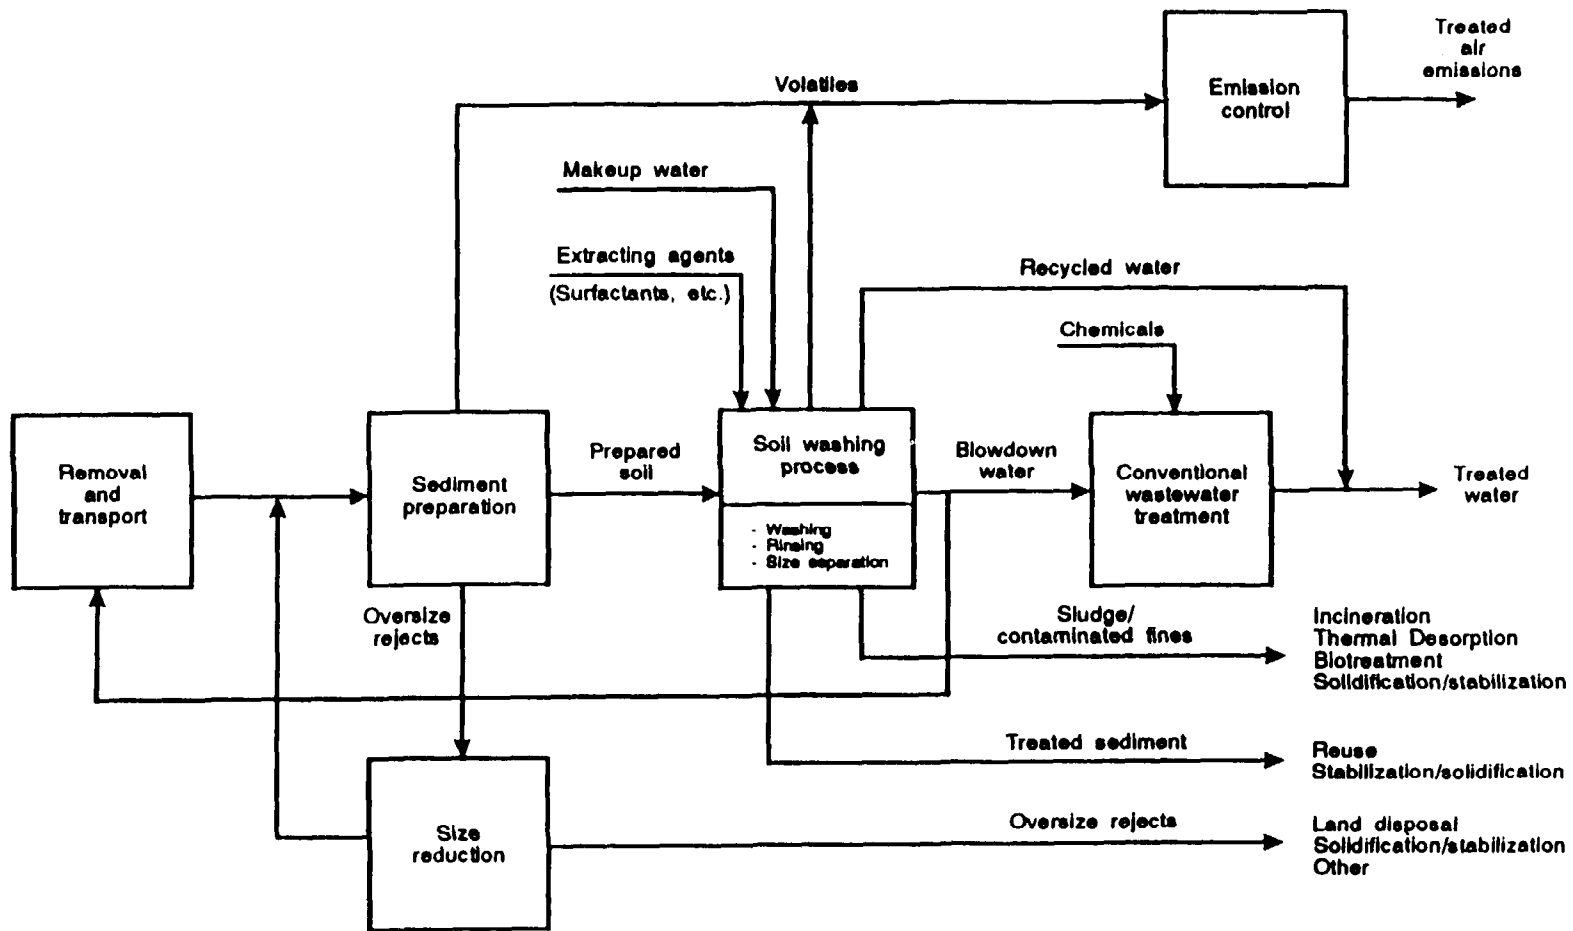 Treated
air
emissions
Emission
control
Volatiles
Makeup water
Extracting agents
(Surfactants, etc.)
Recycled water
Chemicals
Removal
and
transport
Sediment
preparation
Prepared
soil
Soil washing
process
- Washing
- Rinsing
- Size separation
Blowdown
water
Conventional
wastewater
treatment
Treated
water
Oversize
rejects
Sludge/
contaminated fines
Incineration
Thermal Desorption
Biotreatment
Solidification/stabilization
Treated sediment
Reuse
Stabilization/solidification
Size
reduction
Oversize rejects
Land disposal
Solidification/stabilization
Other